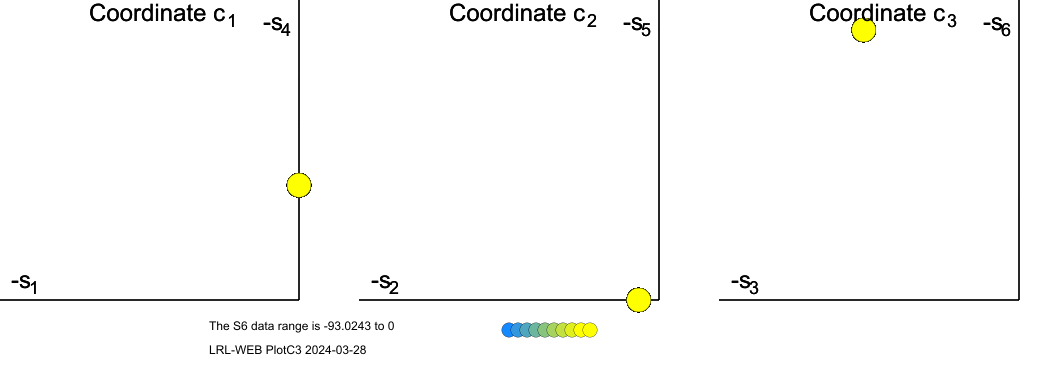 Coordinate c1
-s4
-s1
Coordinate c2
-s5
-s2
Coordinate c3
-s6
-s3
The S6 data range is -93.0243 to 0
LRL-WEB PlotC3 2024-03-28